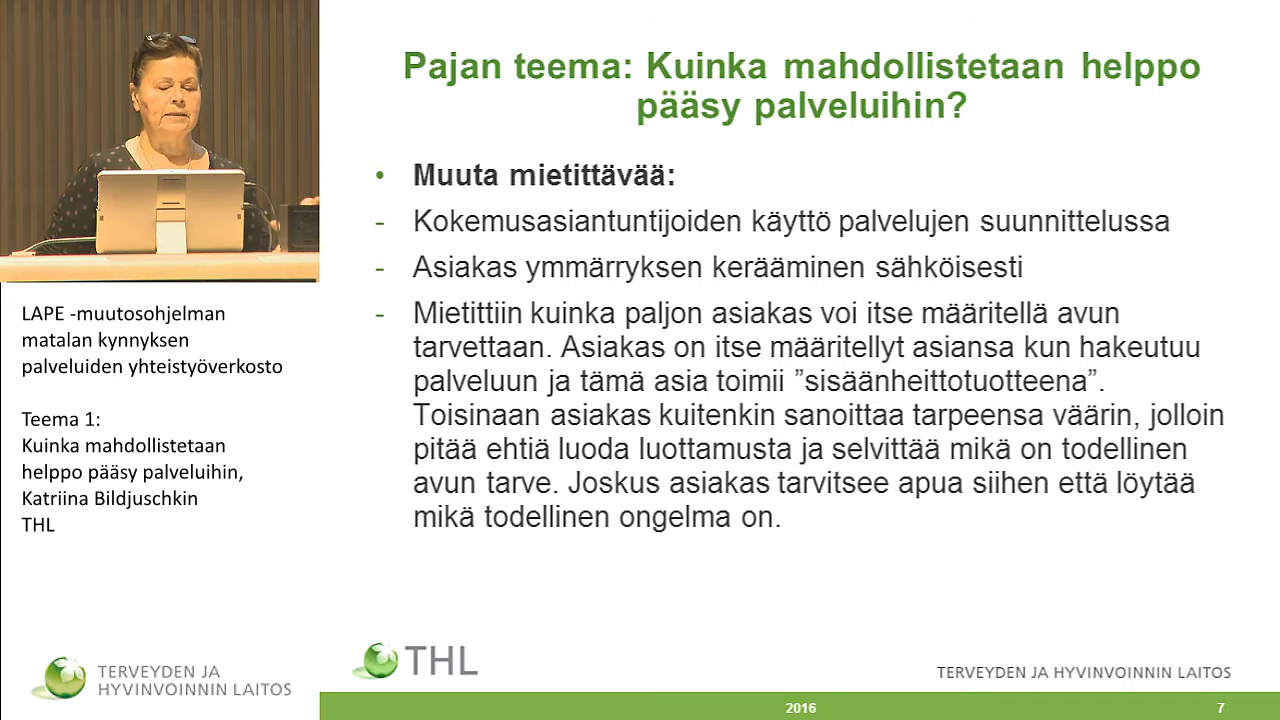 Pajan teema: Kuinka mahdollistetaan helppo
pääsy palveluihin?
• Muuta mietittävää:
- Kokemusasiantuntijoiden käyttö palvelujen suunnittelussa
- Asiakas ymmärryksen kerääminen sähköisesti
- Mietittiin kuinka paljon asiakas voi itse määritellä avun
tarvettaan. Asiakas on itse määritellyt asiansa kun hakeutuu
palveluun ja tämä asia toimii ”sisäänheittotuotteena”.
Toisinaan asiakas kuitenkin sanoittaa tarpeensa väärin, jolloin
pitää ehtiä luoda luottamusta ja selvittää mikä on todellinen
avun tarve. Joskus asiakas tarvitsee apua siihen että löytää
mikä todellinen ongelma on.
LAPE -muutosohjelman
matalan kynnyksen
palveluiden yhteistyöverkosto
Teema 1:
Kuinka mahdollistetaan
helppo pääsy palveluihin,
Katriina Bildjuschkin
THL
TERVEYDEN JA
HYVINVOINNIN LAITOS
THL
TERVEYDEN JA HYVINVOINNIN LAITOS
2016
7